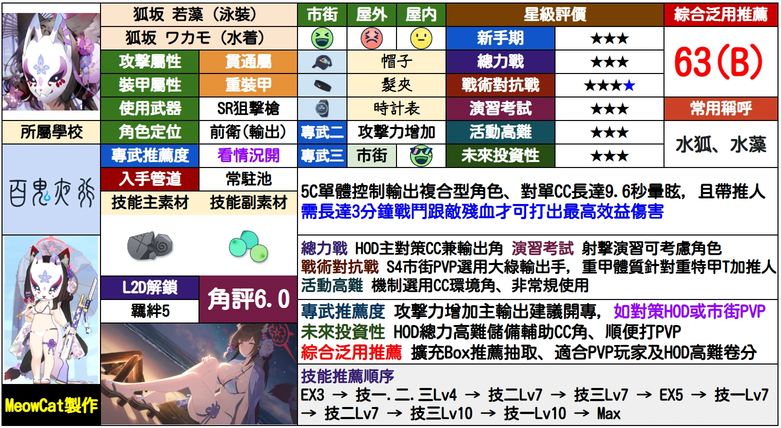 狐坂 若藻（泳裝）
狐坂 ワカモ（水着）
市街 屋外 屋內
星級評價
綜合泛用推薦
新手期 ★★★
63(B)
攻擊屬性 貫通屬
帽子
總力戰 ★★★
裝甲屬性 重裝甲
髮夾
戰術對抗戰 ★★★★
使用武器 SR狙擊槍
時計表
演習考試 ★★★
常用稱呼
所屬學校
角色定位 前衛(輸出)
專武二 攻擊力增加
活動高難 ★★★
水狐、水藻
專武推薦度 看情況開
專武三 市街
未來投資性 ★★★
百鬼夜行
入手管道 常駐池
技能主素材 技能副素材
5C單體控制輸出複合型角色、對單CC長達9.6秒暈眩，且帶推人
需長達3分鐘戰鬥跟敵殘血才可打出最高效益傷害
總力戰 HOD主對策CC兼輸出角 演習考試 射擊演習可考慮角色
戰術對抗戰 S4市街PVP選用大綠輸出手，重甲體質針對重特甲T加推人
活動高難 機制選用CC環境角、非常規使用
L2D解鎖
羈絆5
角評6.0
專武推薦度 攻擊力增加主輸出建議開專，如對策HOD或市街PVP
未來投資性 HOD總力高難儲備輔助CC角、順便打PVP
綜合泛用推薦 擴充Box推薦抽取、適合PVP玩家及HOD高難卷分
技能推薦順序
EX3 → 技一.二.三Lv4 → 技二Lv7 → 技三Lv7 → EX5 → 技一Lv7
→ 技二Lv7 → 技三Lv10 → 技一Lv10 → Max
MeowCat製作